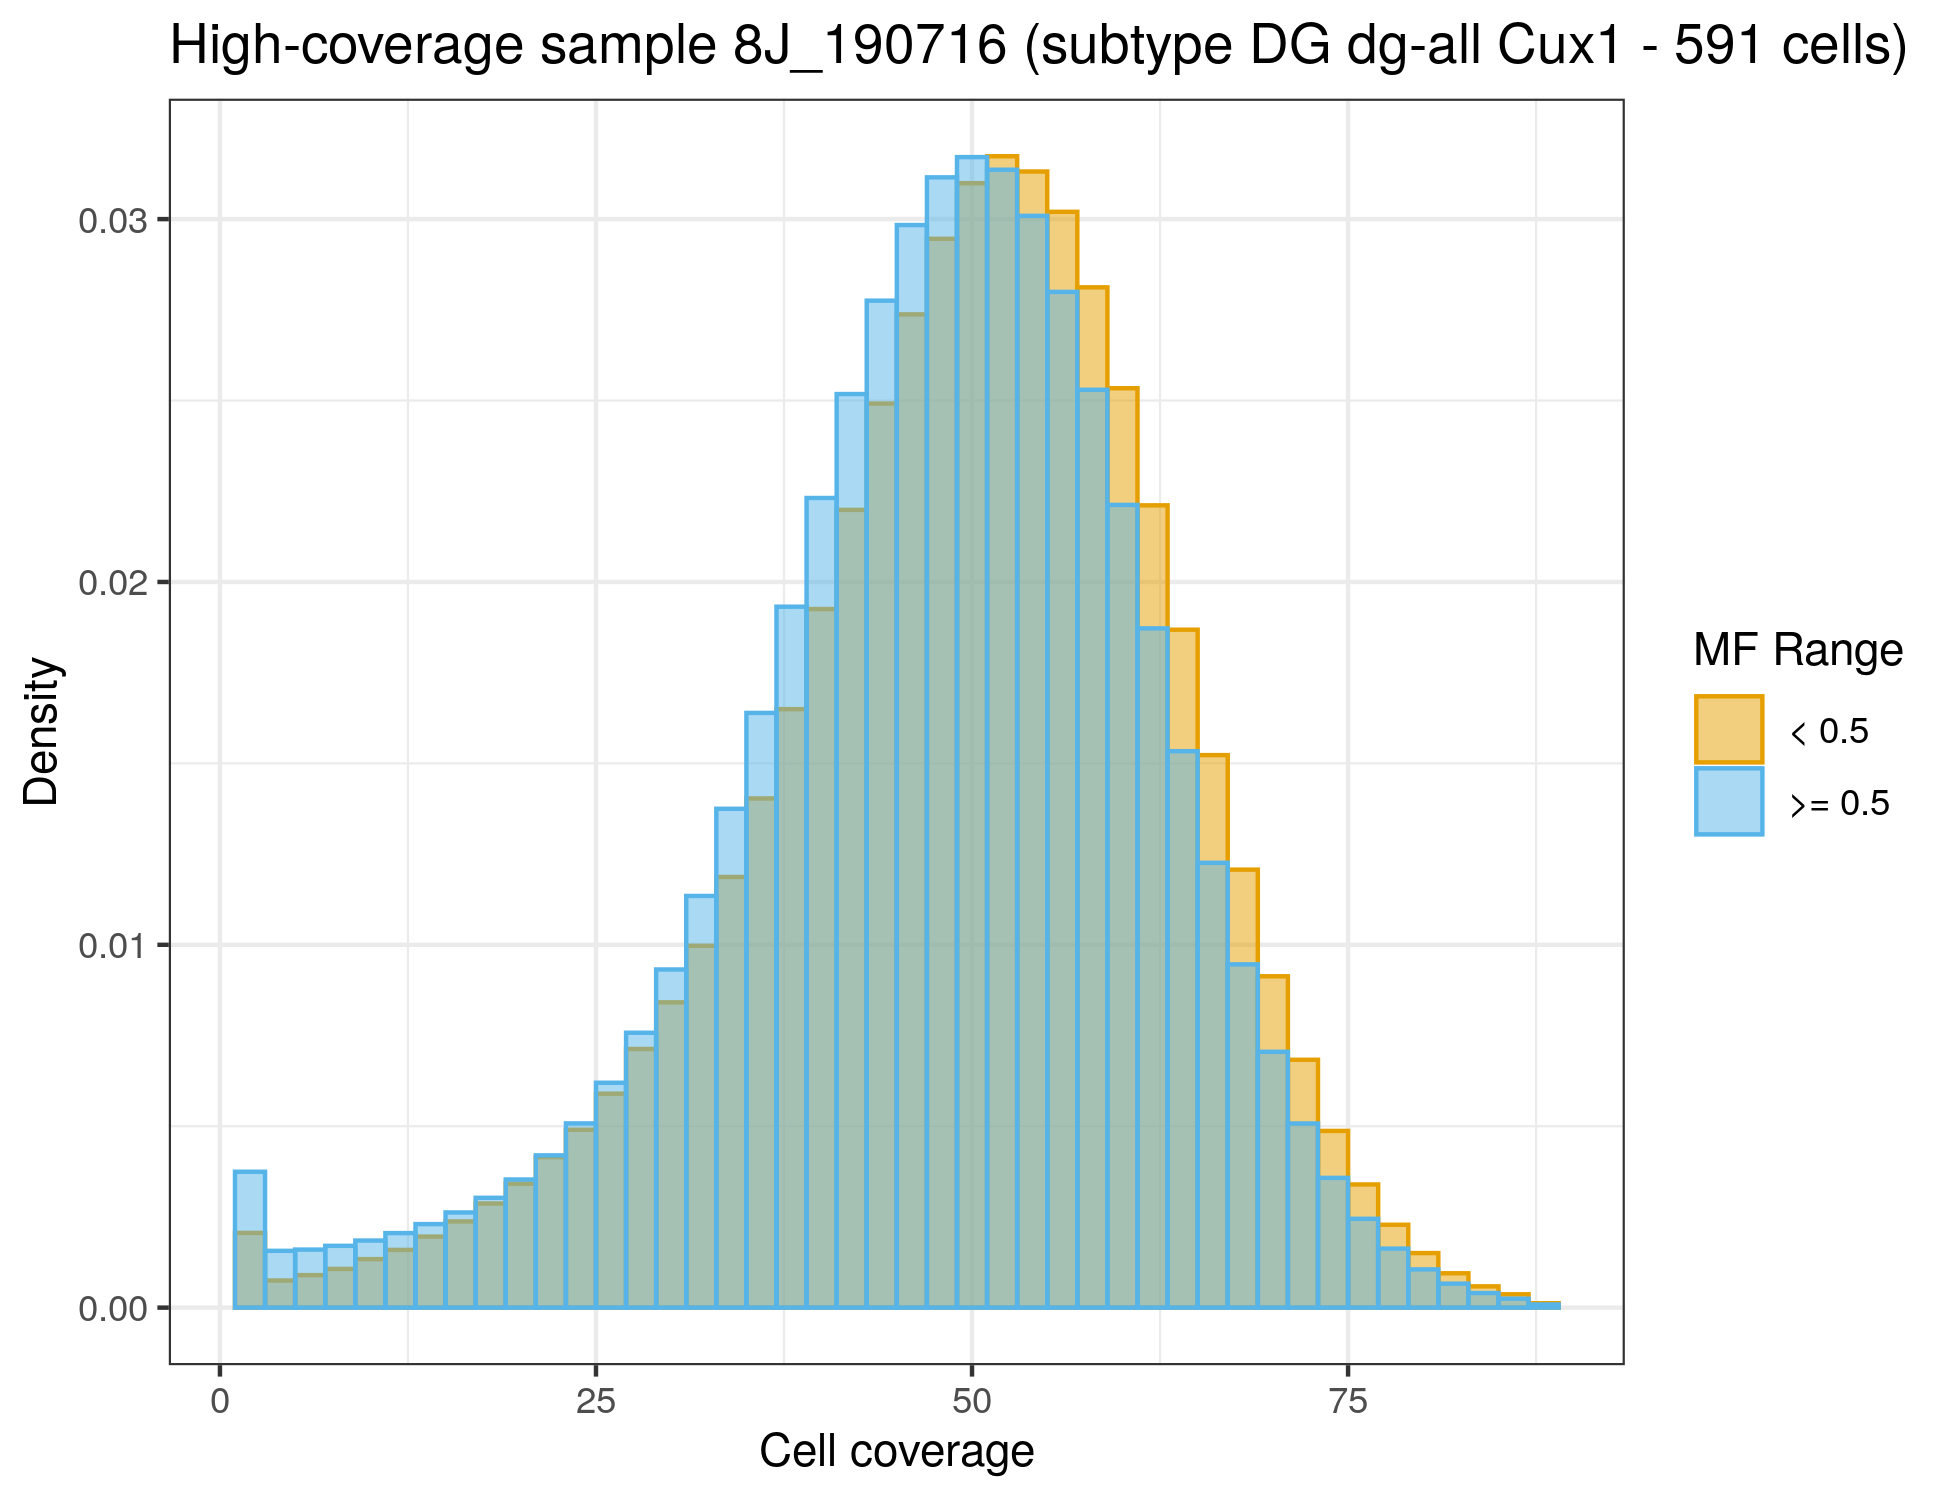 High-coverage sample 8J_190716 (subtype DG dg-all Cux1 - 591 cells)
Density
0.03
0.02
0.01
0.00
0 25 50 75
Cell coverage
MF Range
< 0.5
>= 0.5